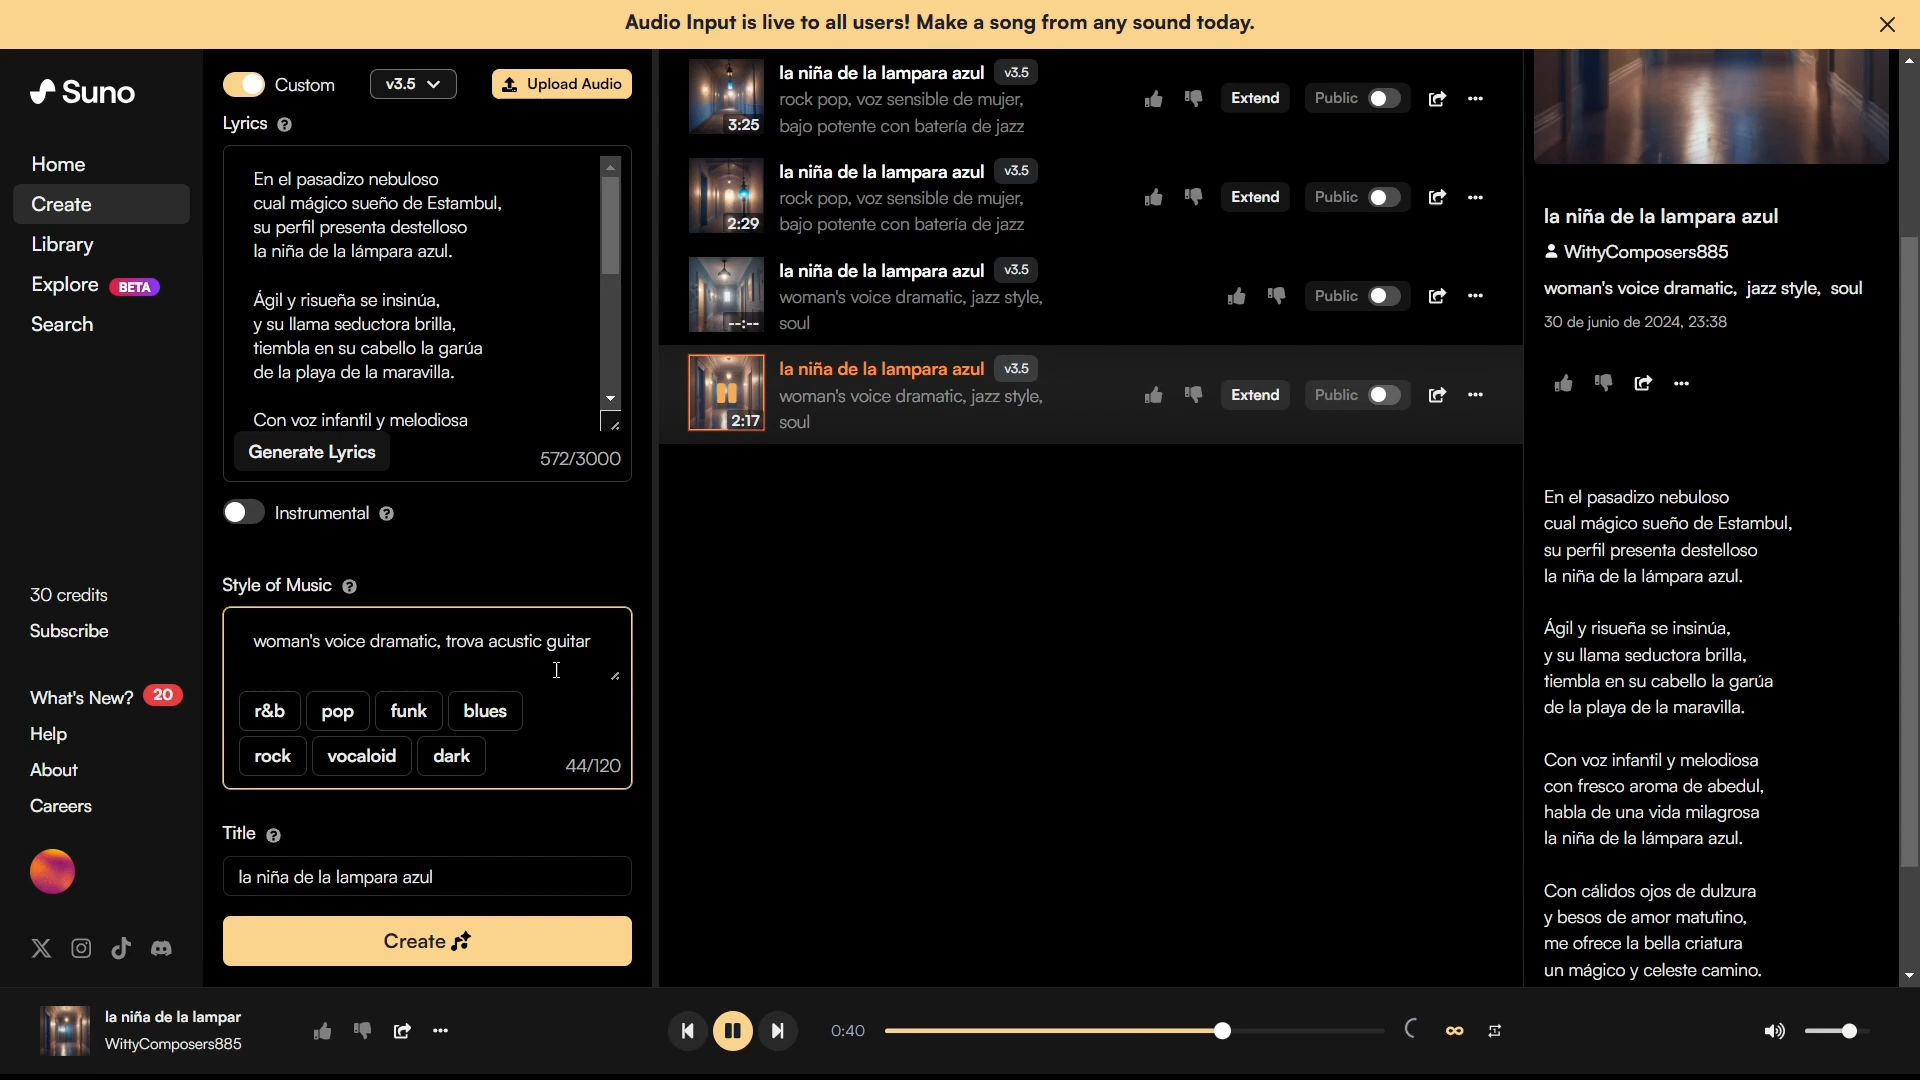 Audio Input is live to all users! Make a song from any sound today.
Suno
Home
Create
Library
Explore BETA
Search
30 credits
Subscribe
What's New? 20
Help
About
Careers
Custom
v3.5
Upload Audio
Lyrics
En el pasadizo nebuloso
cual mágico sueño de Estambul,
su perfil presenta destelloso
la niña de la lámpara azul.
Ágil y risueña se insinúa,
y su llama seductora brilla,
tiembla en su cabello la garúa
de la playa de la maravilla.
Con voz infantil y melodiosa
Generate Lyrics
572/3000
Instrumental
Style of Music
woman's voice dramatic, trova acustic guitar
r&b pop funk blues
rock vocaloid dark
44/120
Title
la niña de la lampara azul
Create
la niña de la lampara azul v3.5
rock pop, voz sensible de mujer,
bajo potente con batería de jazz
3:25
Extend
Public
la niña de la lampara azul v3.5
rock pop, voz sensible de mujer,
bajo potente con batería de jazz
2:29
Extend
Public
la niña de la lampara azul v3.5
woman's voice dramatic, jazz style,
soul
--:--
Public
la niña de la lampara azul v3.5
woman's voice dramatic, jazz style,
soul
2:17
Extend
Public
la niña de la lampara azul
WittyComposers885
woman's voice dramatic, jazz style, soul
30 de junio de 2024, 23:38
En el pasadizo nebuloso
cual mágico sueño de Estambul,
su perfil presenta destelloso
la niña de la lámpara azul.
Ágil y risueña se insinúa,
y su llama seductora brilla,
tiembla en su cabello la garúa
de la playa de la maravilla.
Con voz infantil y melodiosa
con fresco aroma de abedul,
habla de una vida milagrosa
la niña de la lámpara azul.
Con cálidos ojos de dulzura
y besos de amor matutino,
me ofrece la bella criatura
un mágico y celeste camino.
la niña de la lampar
WittyComposers885
0:40